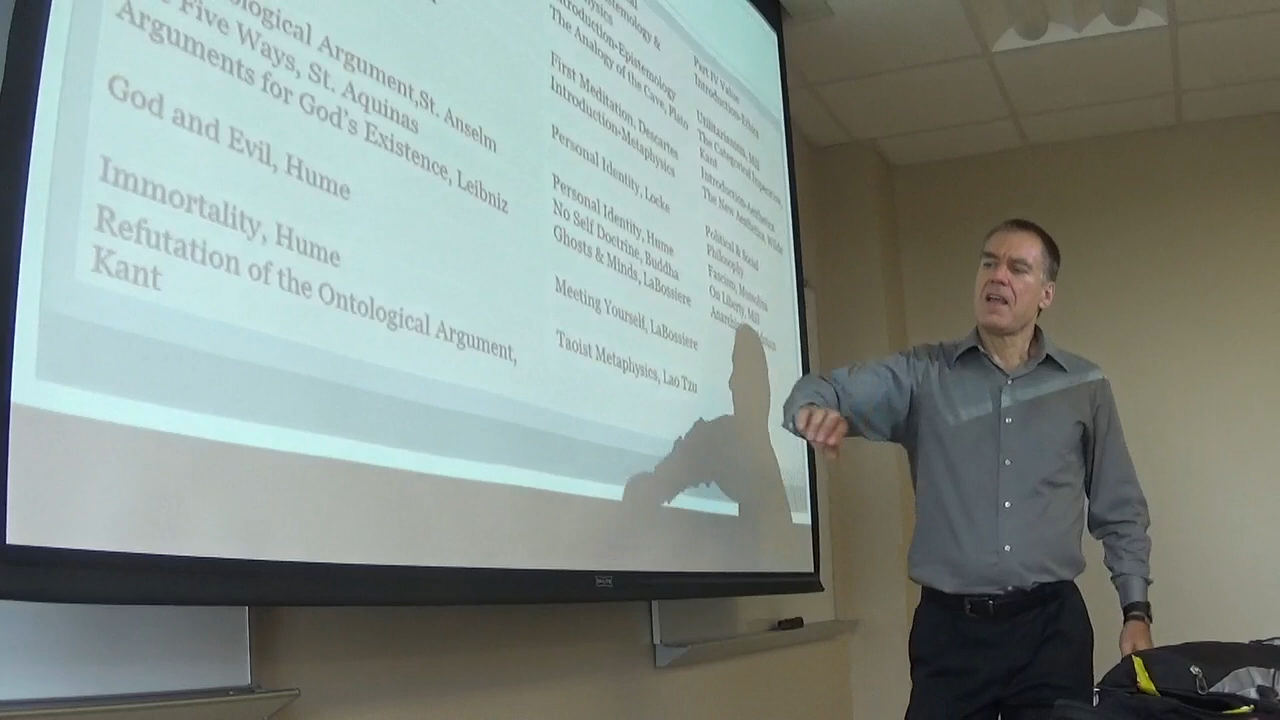 ological Argument,St. Anselm
Five Ways, St. Aquinas
Arguments for God's Existence, Leibniz
God and Evil, Hume
Immortality, Hume
Refutation of the Ontological Argument,
Kant
&
Introduction-Epistemology
The Analogy of the Cave, Plato
First Meditation, Descartes
Introduction-Metaphysics
Personal Identity, Locke
Personal Identity, Hume
No Self Doctrine, Buddha
Ghosts & Minds, LaBossiere
Meeting Yourself, LaBossiere
Taoist Metaphysics, Lao Tzu
Part IV Value
Introduction-Ethics
Utilitarianism, Mill
The Categorical Imperative,
Kant
Introduction-Aesthetics
The New Aesthetics, Wilde
Political & Social
Philosophy
Fascism, Mussolini
On Liberty, Mill